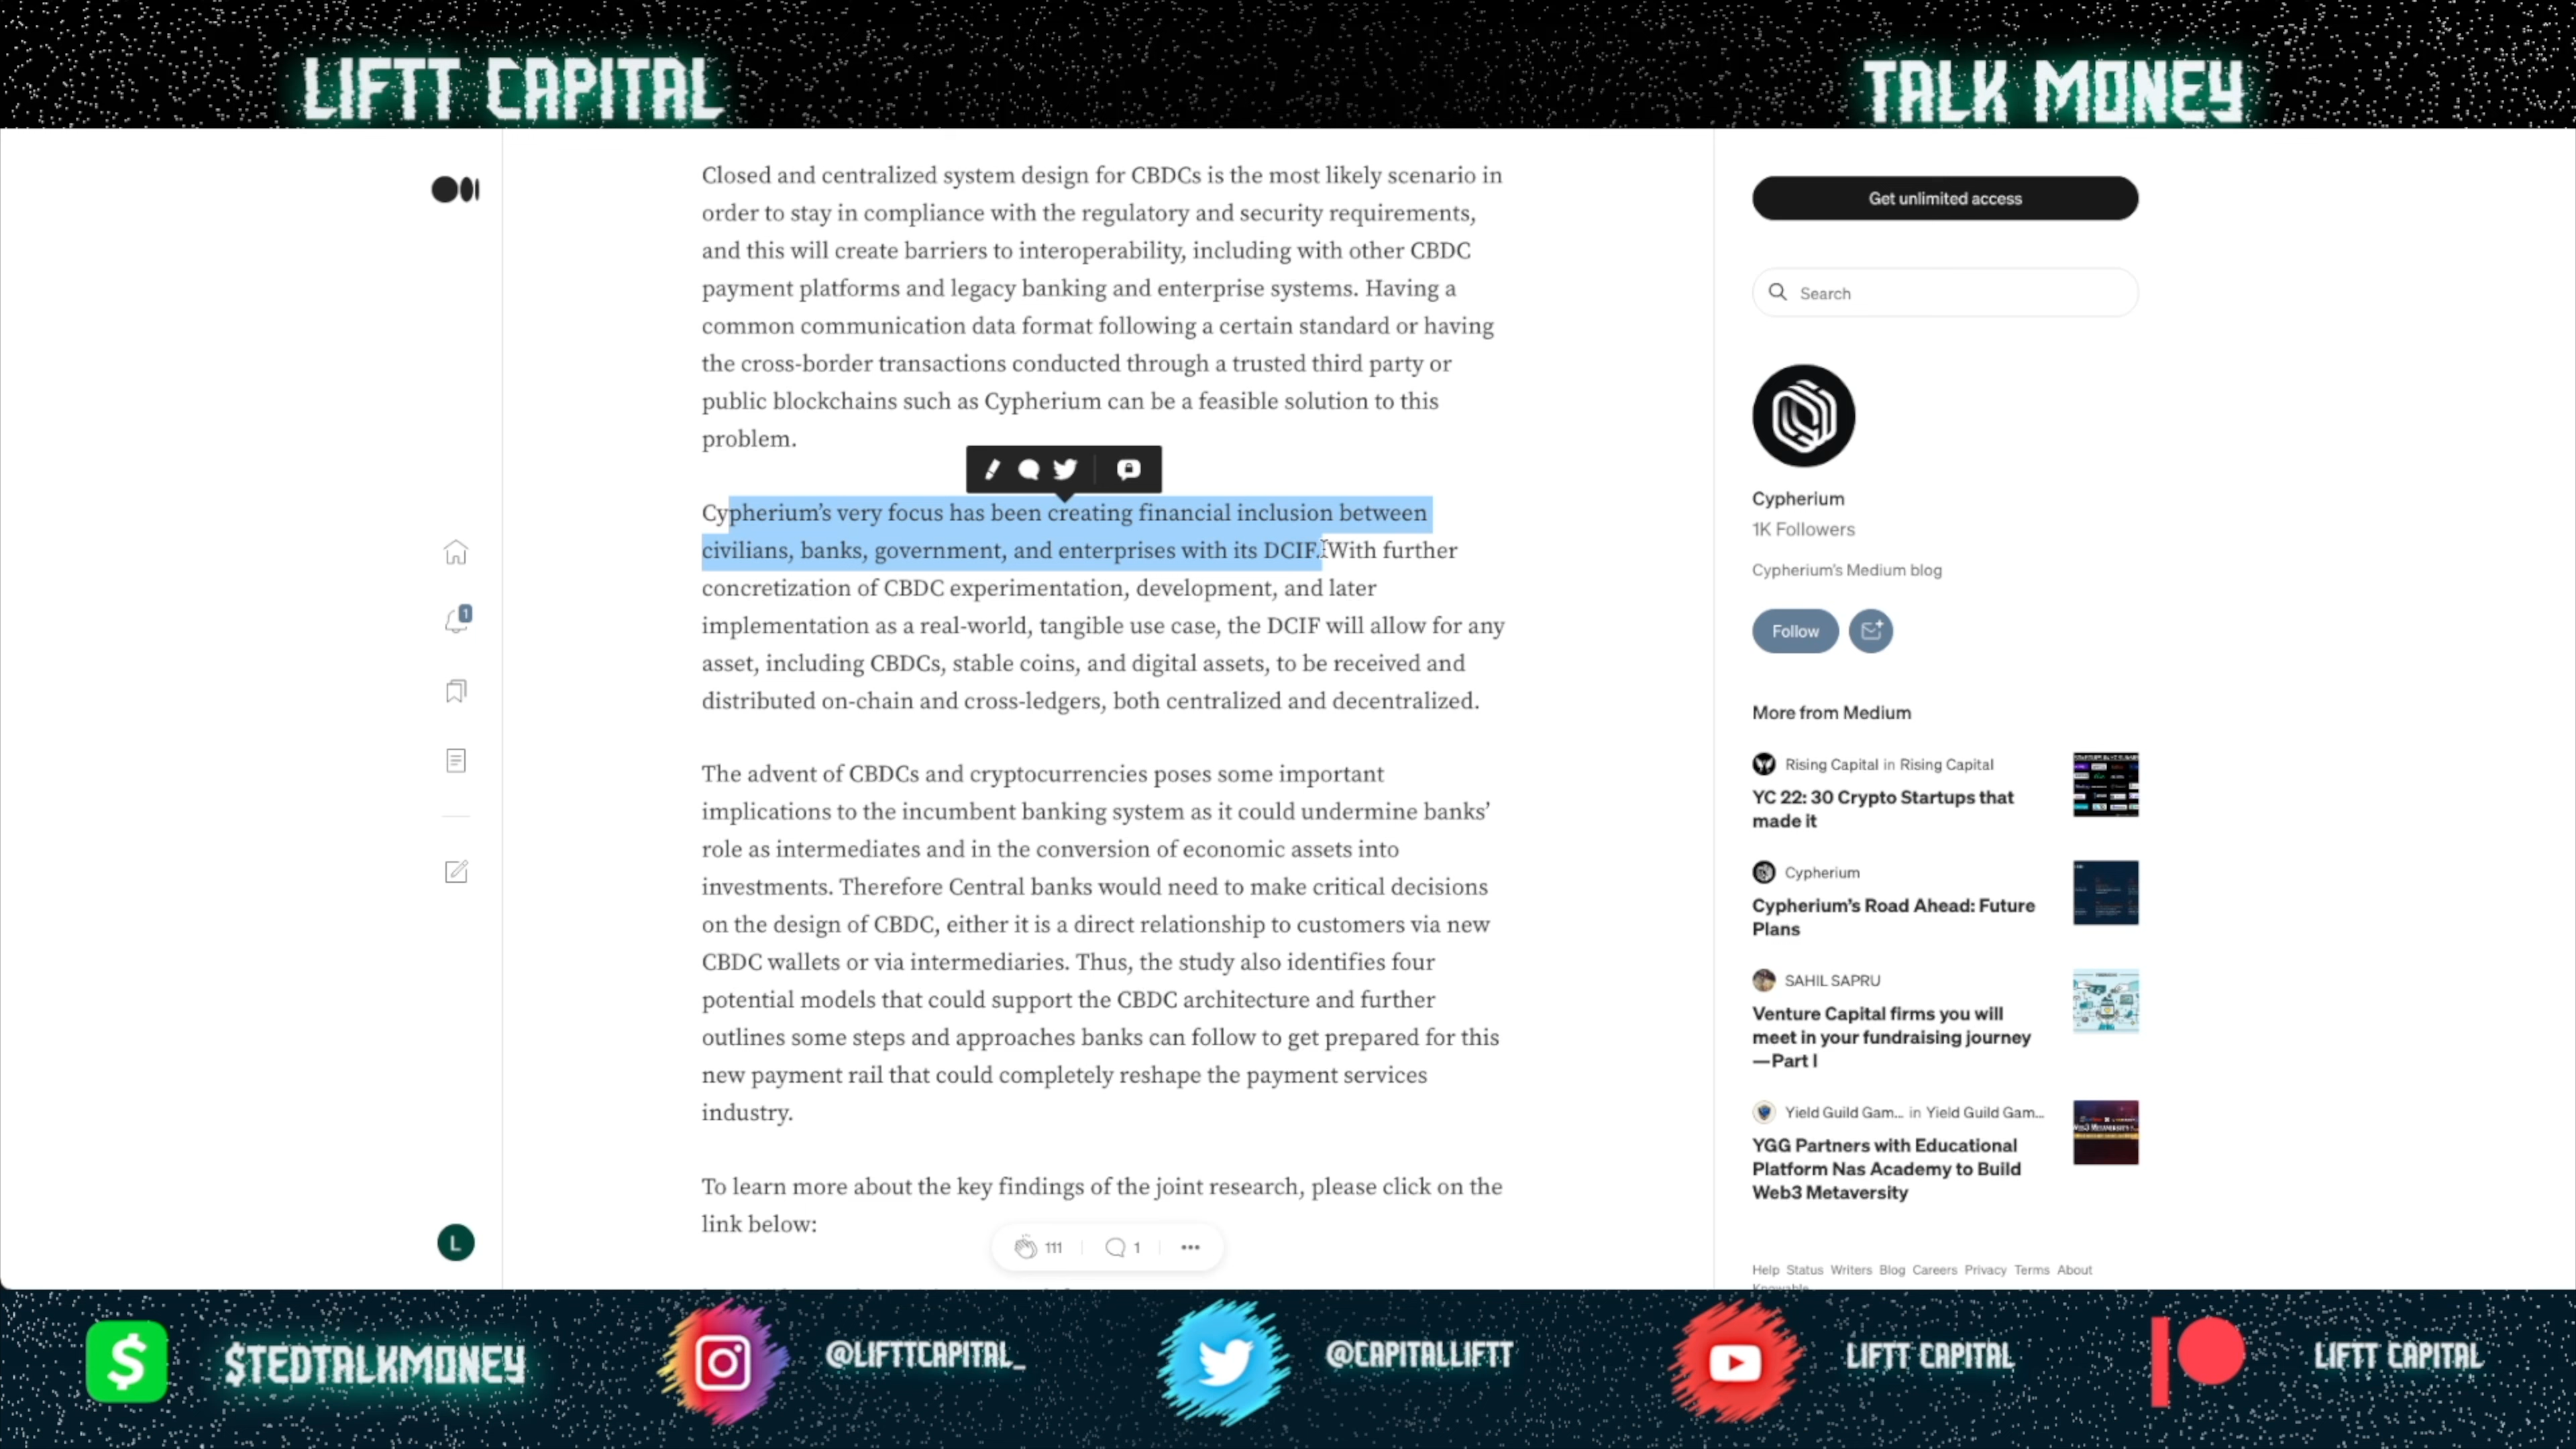 LIFTT CAPITAL
TALK MONEY
Closed and centralized system design for CBDCs is the most likely scenario in
order to stay in compliance with the regulatory and security requirements,
and this will create barriers to interoperability, including with other CBDC
payment platforms and legacy banking and enterprise systems. Having a
common communication data format following a certain standard or having
the cross-border transactions conducted through a trusted third party or
public blockchains such as Cypherium can be a feasible solution to this
problem.
Cypherium’s very focus has been creating financial inclusion between
civilians, banks, government, and enterprises with its DCIF. With further
concretization of CBDC experimentation, development, and later
implementation as a real-world, tangible use case, the DCIF will allow for any
asset, including CBDCs, stable coins, and digital assets, to be received and
distributed on-chain and cross-ledgers, both centralized and decentralized.
The advent of CBDCs and cryptocurrencies poses some important
implications to the incumbent banking system as it could undermine banks’
role as intermediates and in the conversion of economic assets into
investments. Therefore Central banks would need to make critical decisions
on the design of CBDC, either it is a direct relationship to customers via new
CBDC wallets or via intermediaries. Thus, the study also identifies four
potential models that could support the CBDC architecture and further
outlines some steps and approaches banks can follow to get prepared for this
new payment rail that could completely reshape the payment services
industry.
To learn more about the key findings of the joint research, please click on the
link below:
111
1
1
L
Get unlimited access
Search
Cypherium
1K Followers
Cypherium's Medium blog
Follow
More from Medium
Rising Capital in Rising Capital
YC 22: 30 Crypto Startups that
made it
Cypherium
Cypherium’s Road Ahead: Future
Plans
SAHIL SAPRU
Venture Capital firms you will
meet in your fundraising journey
—Part I
Yield Guild Gam... in Yield Guild Gam...
YGG Partners with Educational
Platform Nas Academy to Build
Web3 Metaversity
Help Status Writers Blog Careers Privacy Terms About
Knowable
$TEDTALKMONEY
@LIFTTCAPITAL_
@CAPITALLIFTT
LIFTT CAPITAL
LIFTT CAPITAL